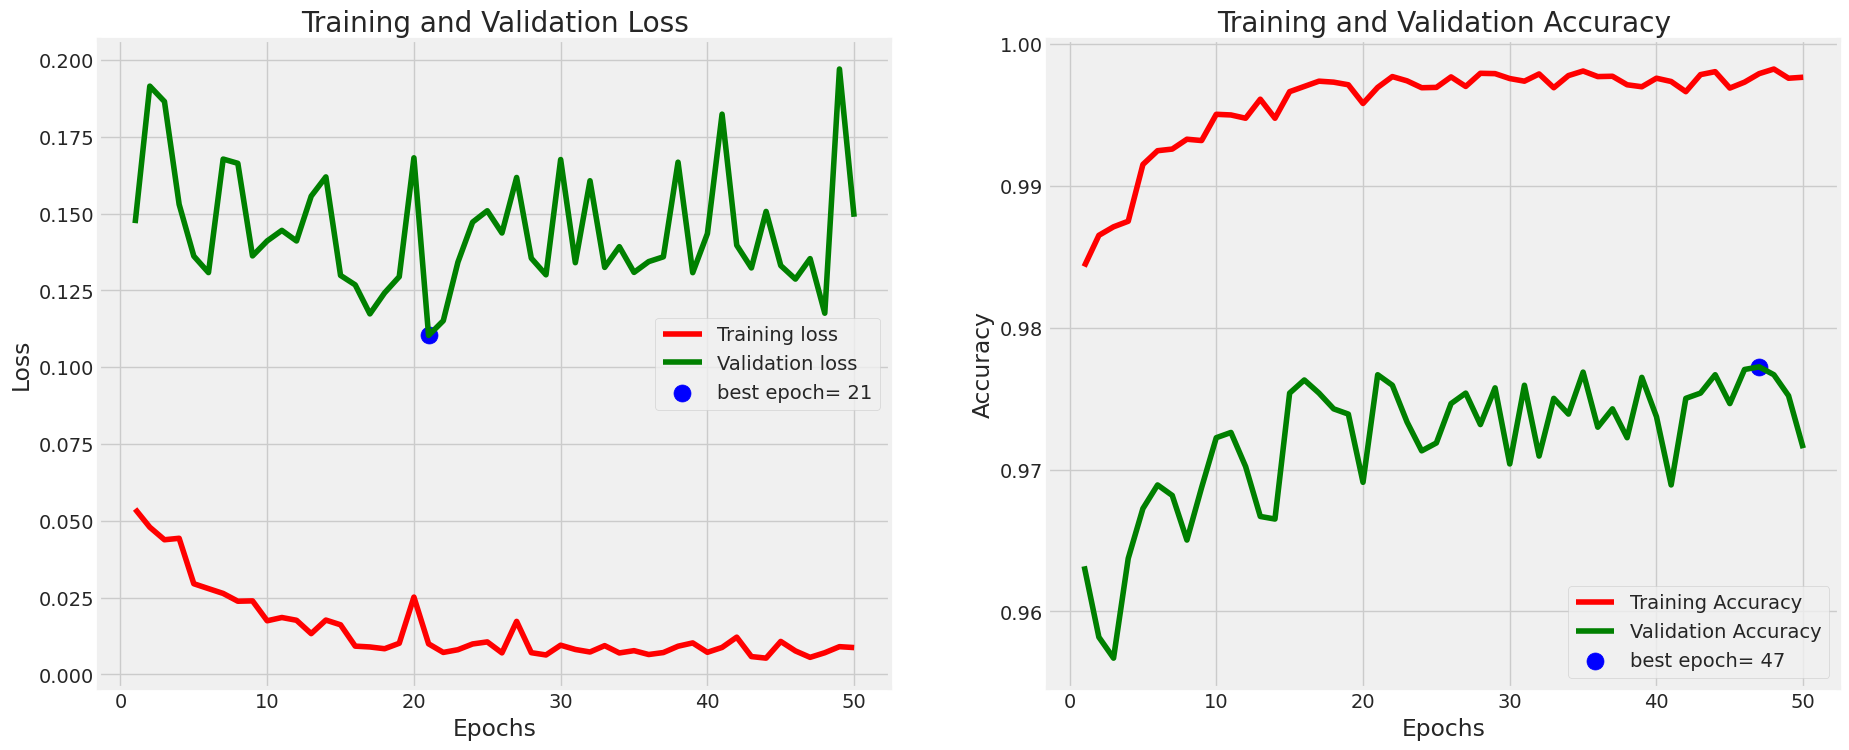 Training and Validation Loss
0.200
0.175
0.150
0.125
0.100
0.075
0.050
0.025
0.000
Loss
0 10 20 30 40 50
Epochs
Training loss
Validation loss
best epoch= 21
Training and Validation Accuracy
1.00
0.99
0.98
0.97
0.96
Accuracy
0 10 20 30 40 50
Epochs
Training Accuracy
Validation Accuracy
best epoch= 47